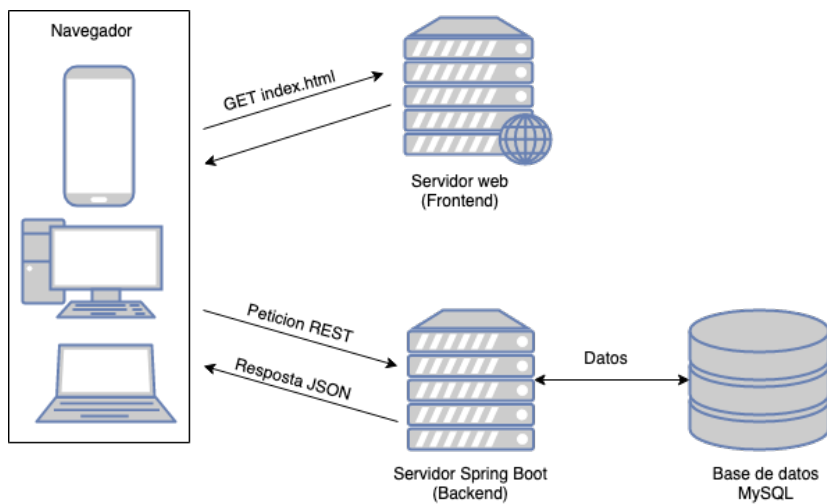 Navegador
GET index.html
Servidor web
(Frontend)
Peticion REST
Resposta JSON
Datos
Servidor Spring Boot
(Backend)
Base de datos
MySQL